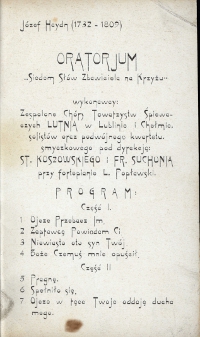 Józef Haydn (1732 - 1809)
ORATORJUM
„Siedem Słów Zbawiciela na Krzyżu"
wykonawcy:
Zespolone Chóry Towarzystw Śpiewa-
czych LUTNIA w Lublinie i Chełmie,
soliści oraz podwójnego kwartetu
smyczkowego pod dyrekcją:
ST. KOSZOWSKIEGO i FR. SUCHUNIA
przy fortepianie L. Popławski.
PROGRAM:
Część I.
1 Ojcze Przebacz Im,
2 Zaprawdę Powiadam Ci
3 Niewiasto oto syn Twój
4 Boże Czemuś mnie opuścił,
Część II
5 Pragnę,
6 Spełniło się,
7 Ojcze w ręce Twoje oddaję ducha
mego.